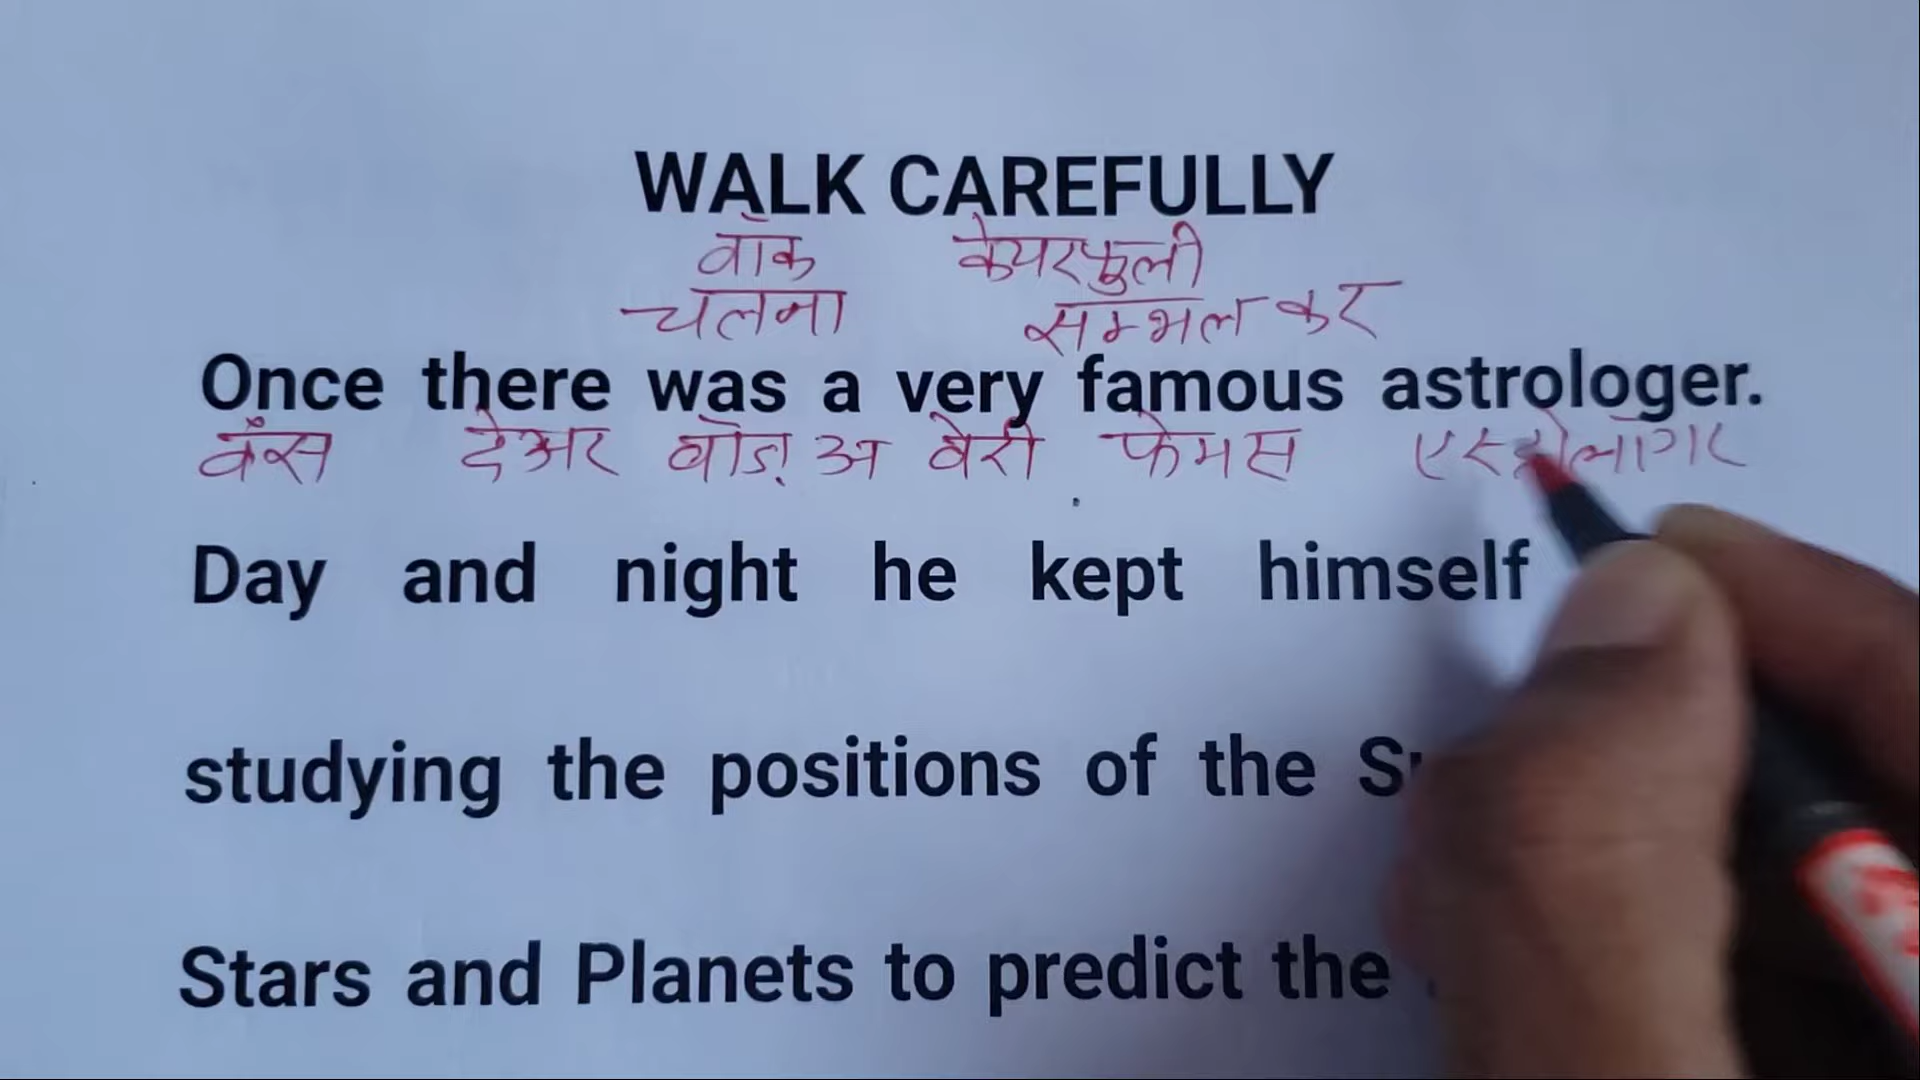 WALK CAREFULLY
वॉक केयरफुली
चलना सम्भल कर
Once there was a very famous astrologer.
वंस देअर वॉज़ अ वेरी फेमस
Day and night he kept himself
studying the positions of the
Stars and Planets to predict the